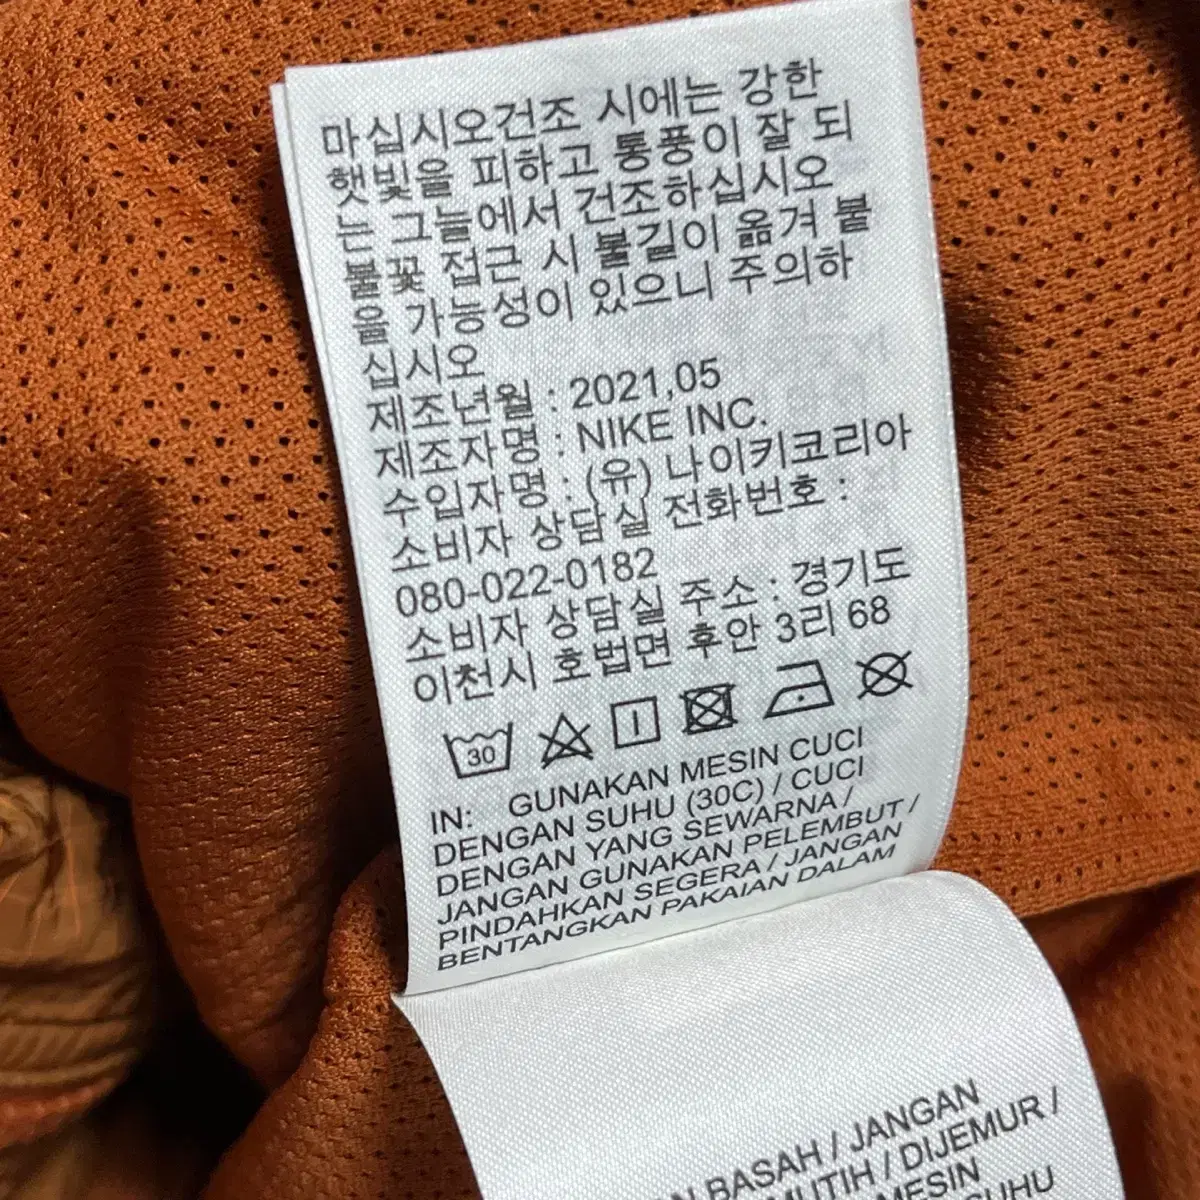 마십시오건조 시에는 강한
햇빛을 피하고 통풍이 잘 되
는 그늘에서 건조하십시오
불꽃 접근 시 불길이 옮겨 붙
을 가능성이 있으니 주의하
십시오
제조년월 : 2021,05
제조자명 : NIKE INC.
수입자명 : (유) 나이키코리아
소비자 상담실 전화번호 :
080-022-0182
소비자 상담실 주소 : 경기도
이천시 호법면 후안 3리 68
30
IN: GUNAKAN MESIN CUCI
DENGAN SUHU (30C) / CUCI
DENGAN YANG SEWARNA /
JANGAN GUNAKAN PELEMBUT /
PINDAHKAN SEGERA / JANGAN
BENTANGKAN PAKAIAN DALAM
BASAH / JANGAN
MUTIH / DIJEMUR /
MESIN
SUHU